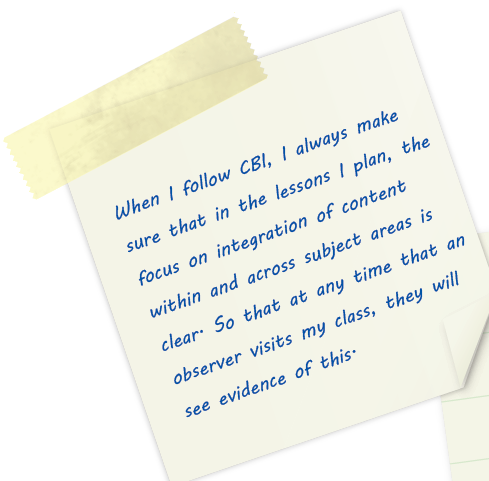 When I follow CBI, I always make
sure that in the lessons I plan, the
focus on integration of content
within and across subject areas is
clear. So that at any time that an
observer visits my class, they will
see evidence of this.